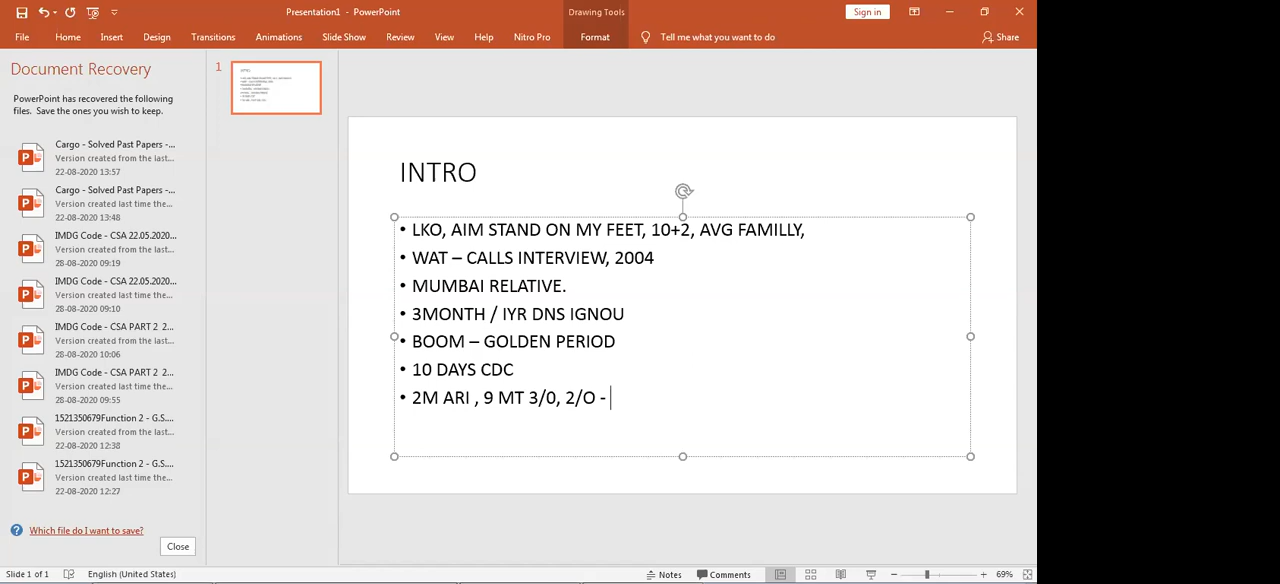 Presentation1 - PowerPoint
Drawing Tools
Sign in
File Home Insert Design Transitions Animations Slide Show Review View Help Nitro Pro Format Tell me what you want to do Share
Document Recovery
PowerPoint has recovered the following
files. Save the ones you wish to keep.
Cargo - Solved Past Papers -...
Version created from the last...
22-08-2020 13:57
Cargo - Solved Past Papers -...
Version created last time the...
22-08-2020 13:48
IMDG Code - CSA 22.05.2020...
Version created from the last...
28-08-2020 09:19
IMDG Code - CSA 22.05.2020...
Version created last time the...
28-08-2020 09:10
IMDG Code - CSA PART 2 2...
Version created from the last...
28-08-2020 10:06
IMDG Code - CSA PART 2 2...
Version created last time the...
28-08-2020 09:55
1521350679Function 2 - G.S....
Version created from the last...
22-08-2020 12:38
1521350679Function 2 - G.S....
Version created last time the...
22-08-2020 12:27
Which file do I want to save?
Close
1
INTRO
• LKO, AIM STAND ON MY FEET, 10+2, AVG FAMILLY,
• WAT – CALLS INTERVIEW, 2004
• MUMBAI RELATIVE.
• 3MONTH / IYR DNS IGNOU
• BOOM – GOLDEN PERIOD
• 10 DAYS CDC
• 2M ARI , 9 MT 3/0, 2/O -
Slide 1 of 1 English (United States) Notes Comments 69%